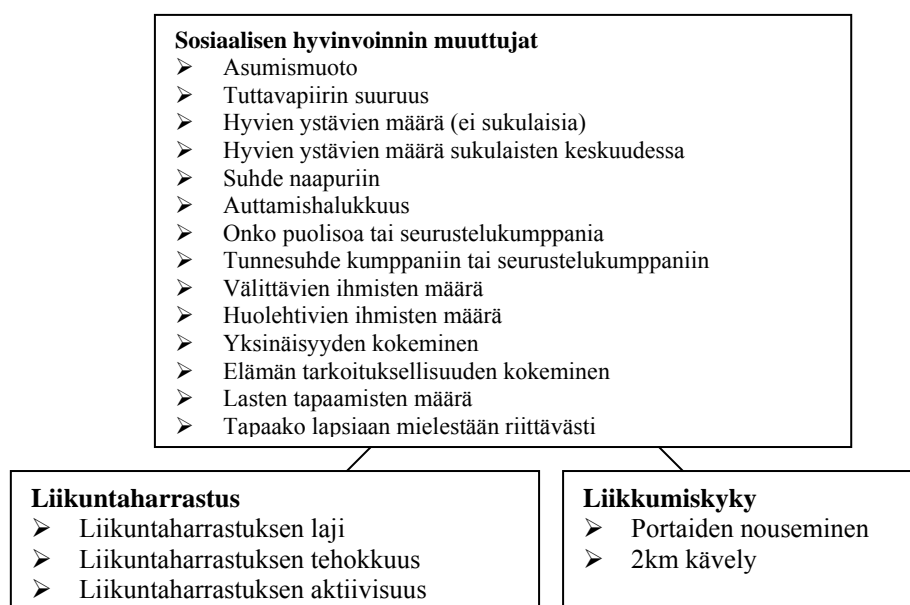 Sosiaalisen hyvinvoinnin muuttujat
➢ Asumismuoto
➢ Tuttavapiirin suuruus
➢ Hyvien ystävien määrä (ei sukulaisia)
➢ Hyvien ystävien määrä sukulaisten keskuudessa
➢ Suhde naapuriin
➢ Auttamishalukkuus
➢ Onko puolisoa tai seurustelukumppania
➢ Tunnesuhde kumppaniin tai seurustelukumppaniin
➢ Välittävien ihmisten määrä
➢ Huolehtivien ihmisten määrä
➢ Yksinäisyyden kokeminen
➢ Elämän tarkoituksellisuuden kokeminen
➢ Lasten tapaamisten määrä
➢ Tapaako lapsiaan mielestään riittävästi
Liikuntaharrastus
➢ Liikuntaharrastuksen laji
➢ Liikuntaharrastuksen tehokkuus
➢ Liikuntaharrastuksen aktiivisuus
Liikkumiskyky
➢ Portaiden nouseminen
➢ 2km kävely